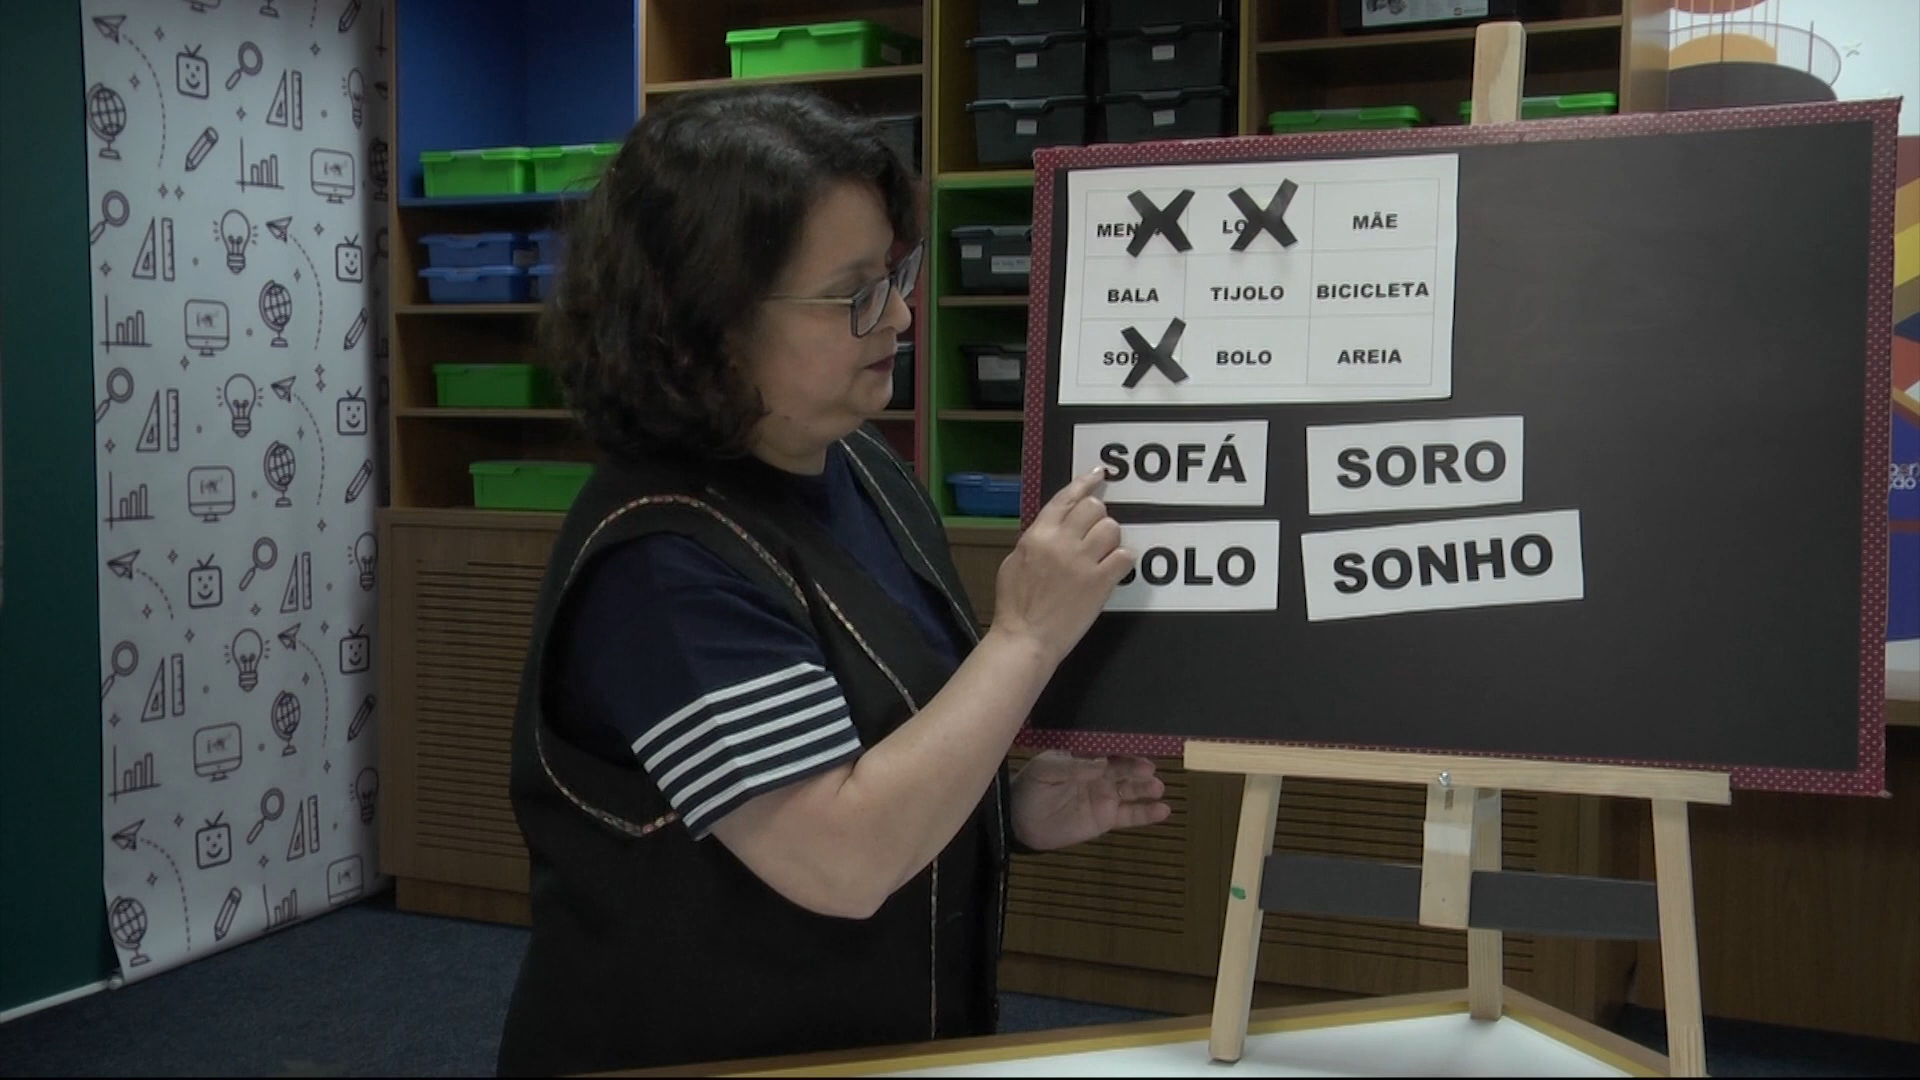 MÃE
BALA TIJOLO BICICLETA
BOLO AREIA
SOFÁ SORO
SONHO